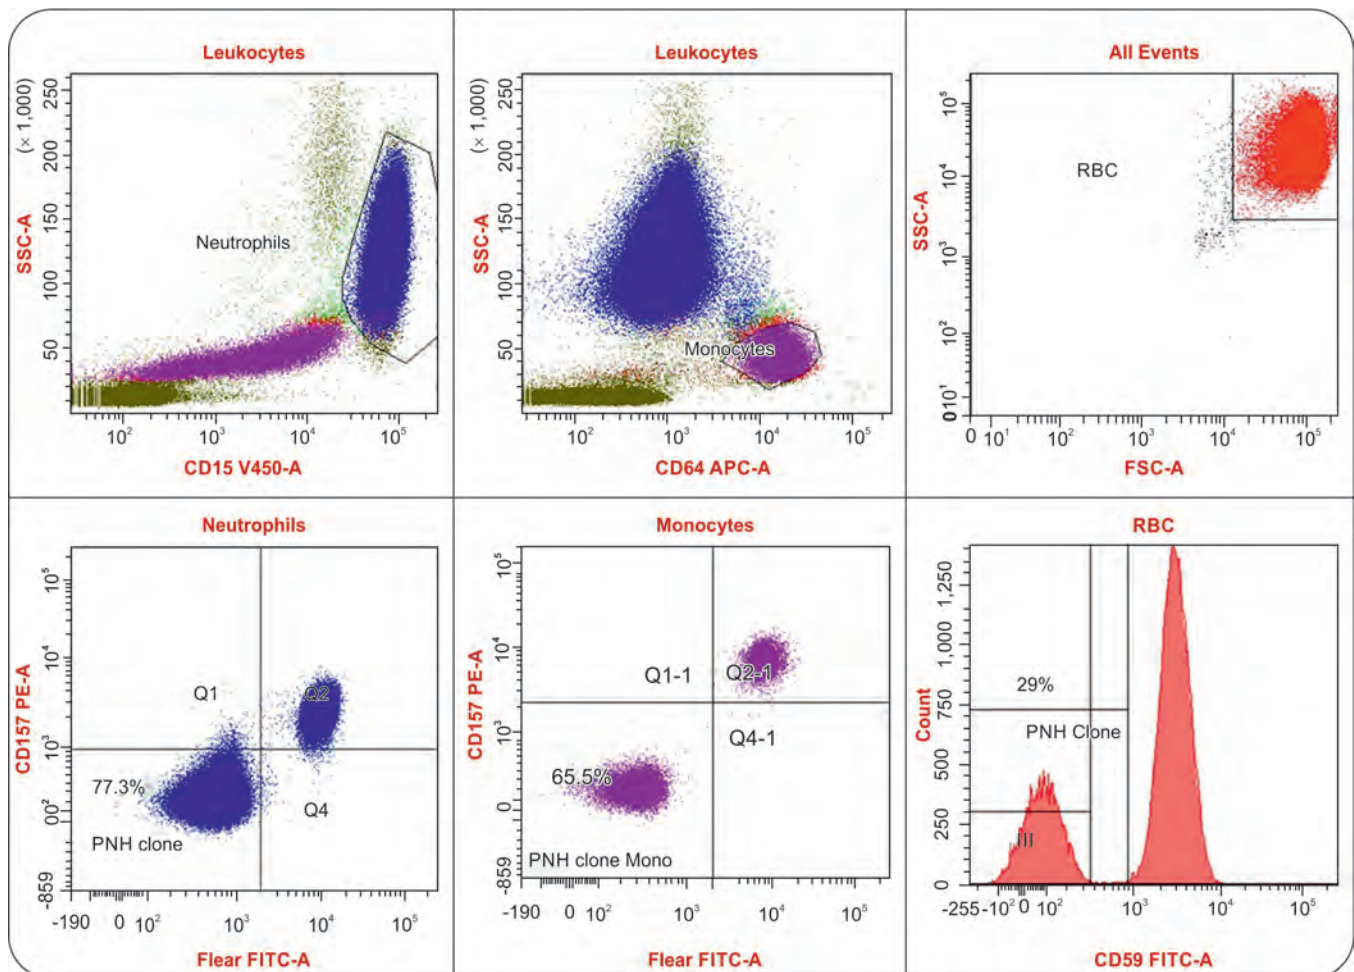 Leukocytes
(× 1,000)
250
200
150
100
50
SSC-A
Neutrophils
10² 10³ 10⁴ 10⁵
CD15 V450-A
Leukocytes
(× 1,000)
250
200
150
100
50
SSC-A
Monocytes
10² 10³ 10⁴ 10⁵
CD64 APC-A
All Events
10⁵
10⁴
10³
10²
10¹
0
SSC-A
RBC
0 10¹ 10² 10³ 10⁴ 10⁵
FSC-A
Neutrophils
10⁵
10⁴
10³
00²
-859
CD157 PE-A
Q1
Q2
77.3%
Q4
PNH clone
-190 0 10² 10³ 10⁴ 10⁵
Flear FITC-A
Monocytes
10⁵
10⁴
10³
0
-859
CD157 PE-A
Q1-1
Q2-1
Q4-1
65.5%
PNH clone Mono
-190 0 10² 10³ 10⁴ 10⁵
Flear FITC-A
RBC
1,250
1,000
750
500
250
0
Count
29%
PNH Clone
III
-255 -10² 0 10² 10³ 10⁴ 10⁵
CD59 FITC-A